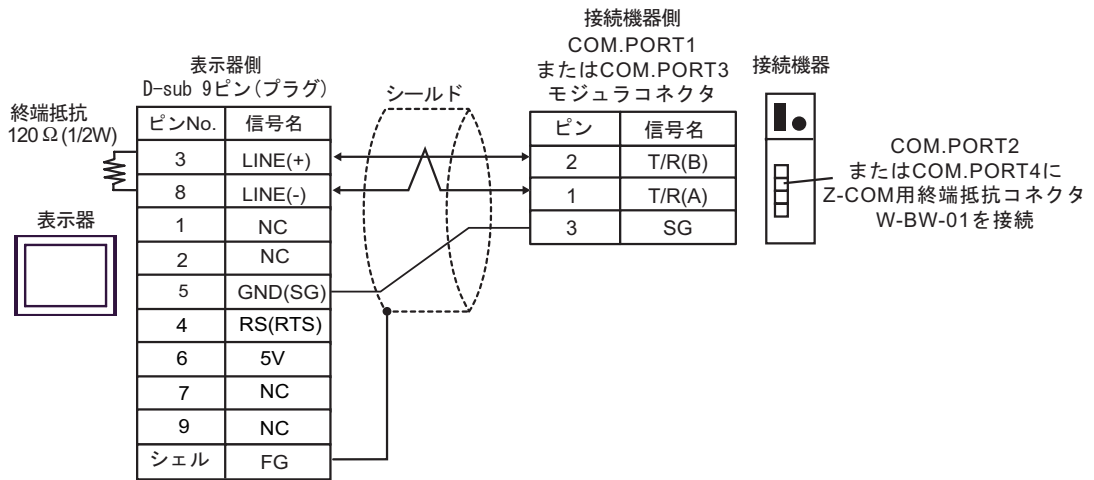 接続機器側
COM.PORT1
またはCOM.PORT3
モジュラコネクタ
表示器側
D-sub 9ピン(プラグ)
シールド
接続機器
終端抵抗
120 Ω (1/2W)
ピンNo. 信号名
3 LINE(+)
8 LINE(-)
1 NC
2 NC
5 GND(SG)
4 RS(RTS)
6 5V
7 NC
9 NC
シェル FG
表示器
ピン 信号名
2 T/R(B)
1 T/R(A)
3 SG
COM.PORT2
またはCOM.PORT4に
Z-COM用終端抵抗コネクタ
W-BW-01を接続